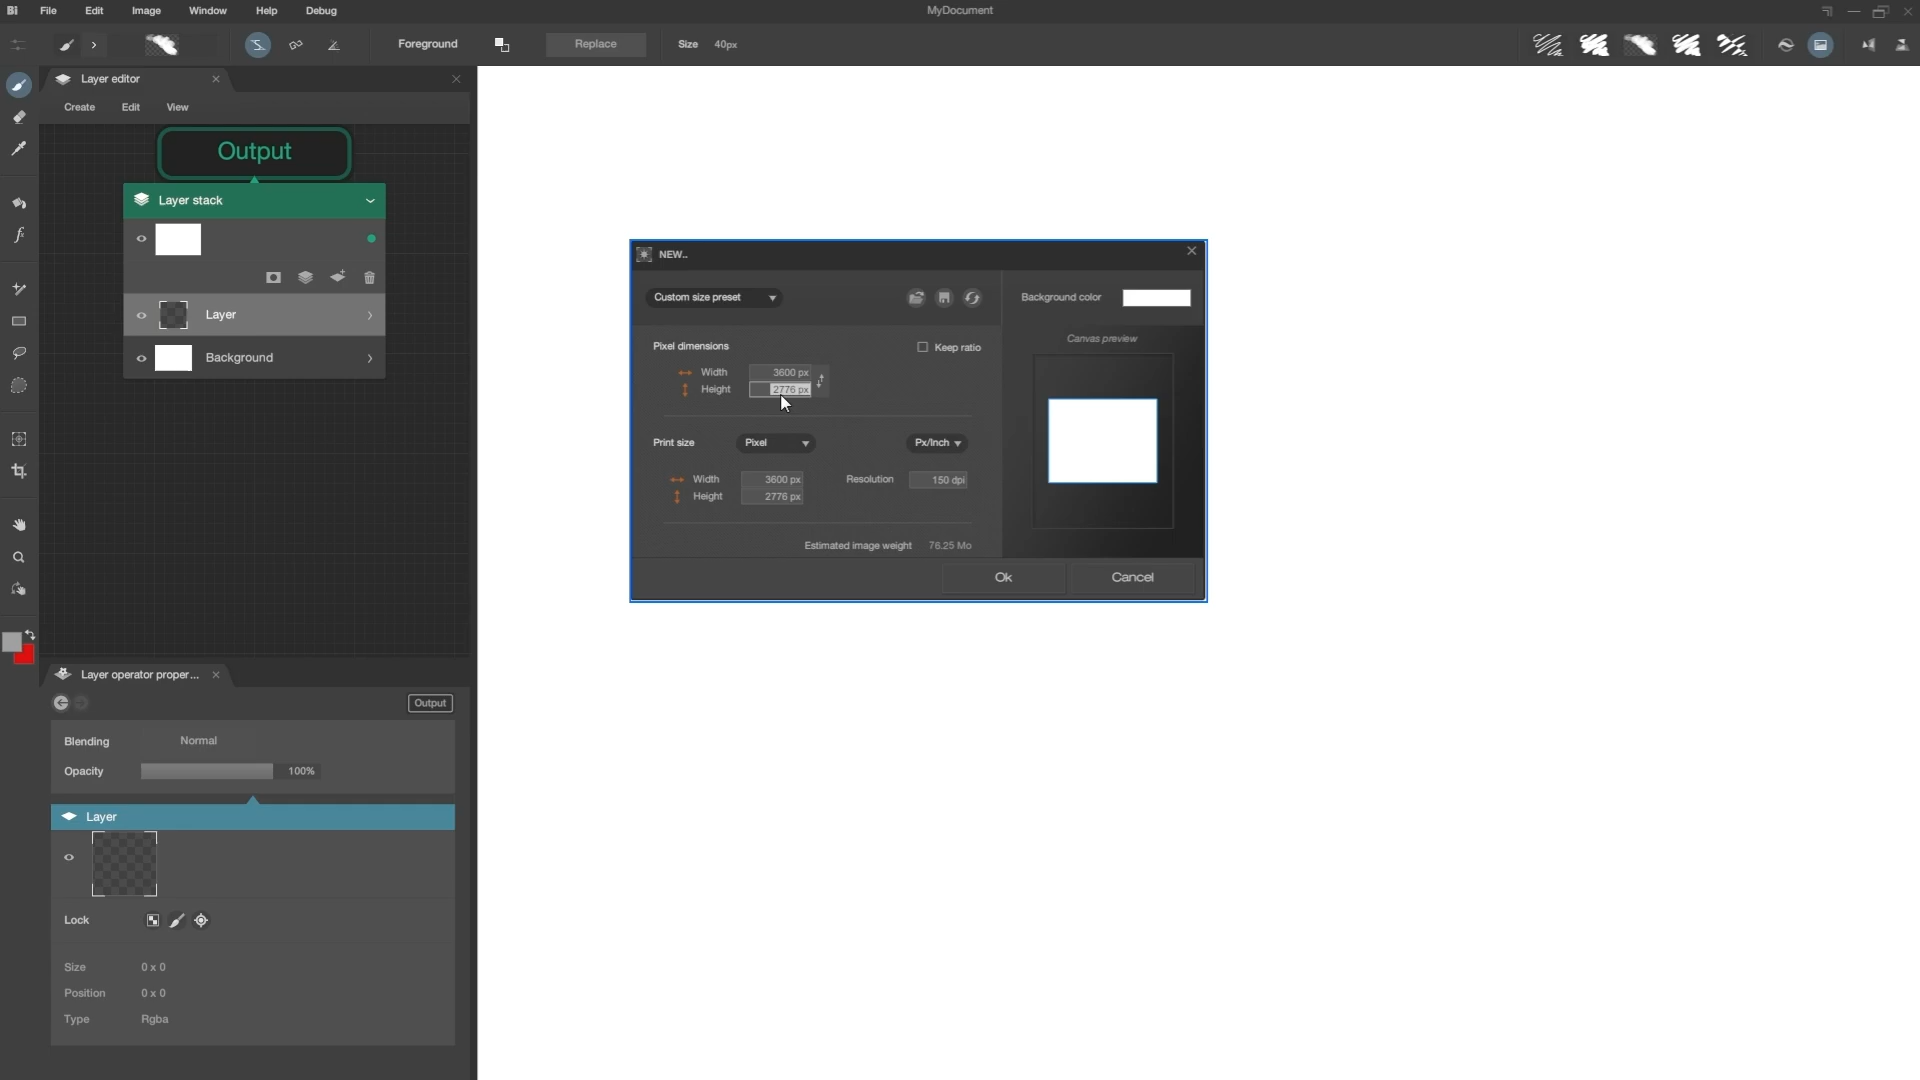 Bi File Edit Image Window Help Debug MyDocument
Foreground Replace Size 40px
Layer editor
Create Edit View
Output
Layer stack
Layer
Background
NEW...
Custom size preset
Background color
Pixel dimensions
Keep ratio
Canvas preview
Width 3600 px
Height 2776 px
Print size Pixel Px/Inch
Width 3600 px Resolution 150 dpi
Height 2776 px
Estimated image weight 76.25 Mo
Ok Cancel
Layer operator proper...
Output
Blending Normal
Opacity 100%
Layer
Lock
Size 0 x 0
Position 0 x 0
Type Rgba